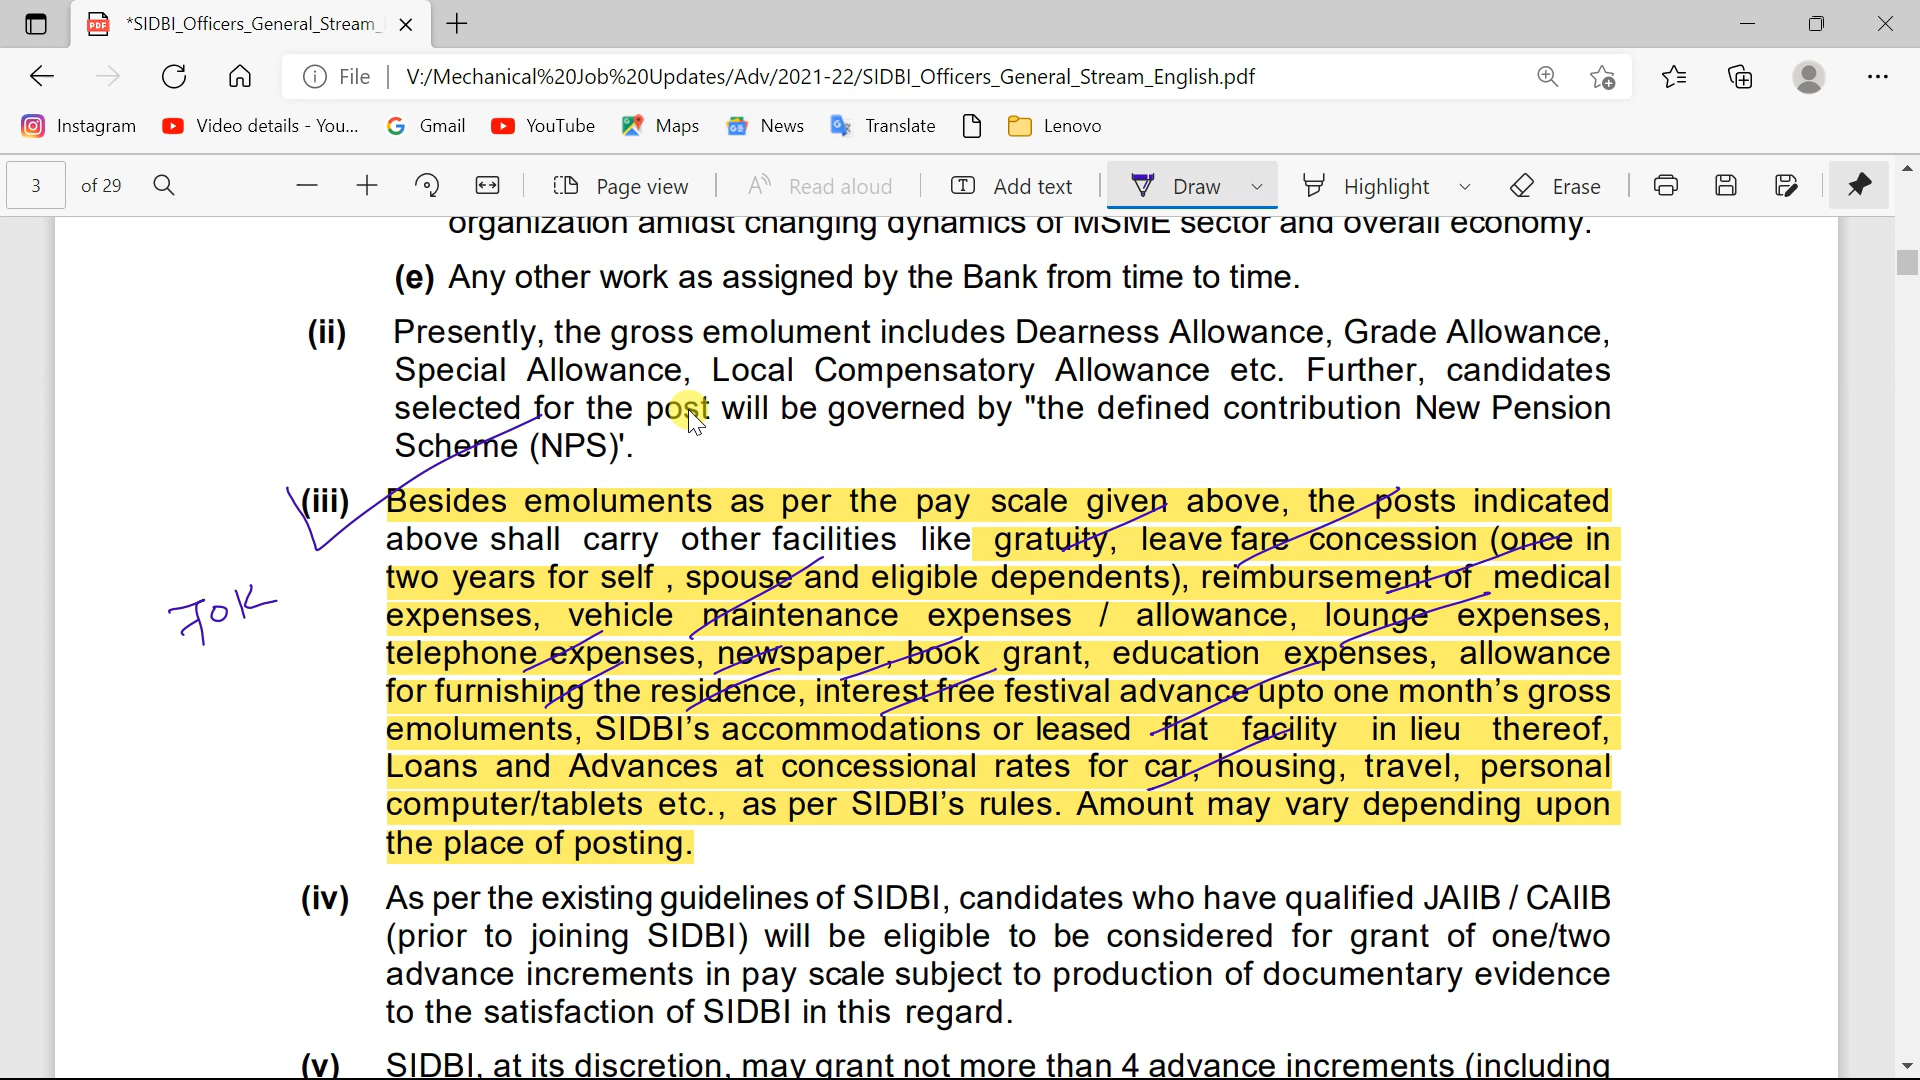 *SIDBI_Officers_General_Stream_
File V:/Mechanical%20Job%20Updates/Adv/2021-22/SIDBI_Officers_General_Stream_English.pdf
Instagram Video details - You... Gmail YouTube Maps News Translate Lenovo
3 of 29 Page view Read aloud Add text Draw Highlight Erase
organization amidst changing dynamics of MSME sector and overall economy.
(e) Any other work as assigned by the Bank from time to time.
(ii) Presently, the gross emolument includes Dearness Allowance, Grade Allowance,
Special Allowance, Local Compensatory Allowance etc. Further, candidates
selected for the post will be governed by "the defined contribution New Pension
Scheme (NPS)'.
(iii) Besides emoluments as per the pay scale given above, the posts indicated
above shall carry other facilities like gratuity, leave fare concession (once in
two years for self , spouse and eligible dependents), reimbursement of medical
expenses, vehicle maintenance expenses / allowance, lounge expenses,
telephone expenses, newspaper, book grant, education expenses, allowance
for furnishing the residence, interest free festival advance upto one month's gross
emoluments, SIDBI's accommodations or leased flat facility in lieu thereof,
Loans and Advances at concessional rates for car, housing, travel, personal
computer/tablets etc., as per SIDBI's rules. Amount may vary depending upon
the place of posting.
70K
(iv) As per the existing guidelines of SIDBI, candidates who have qualified JAIIB / CAIIB
(prior to joining SIDBI) will be eligible to be considered for grant of one/two
advance increments in pay scale subject to production of documentary evidence
to the satisfaction of SIDBI in this regard.
(v) SIDBI, at its discretion, may grant not more than 4 advance increments (including